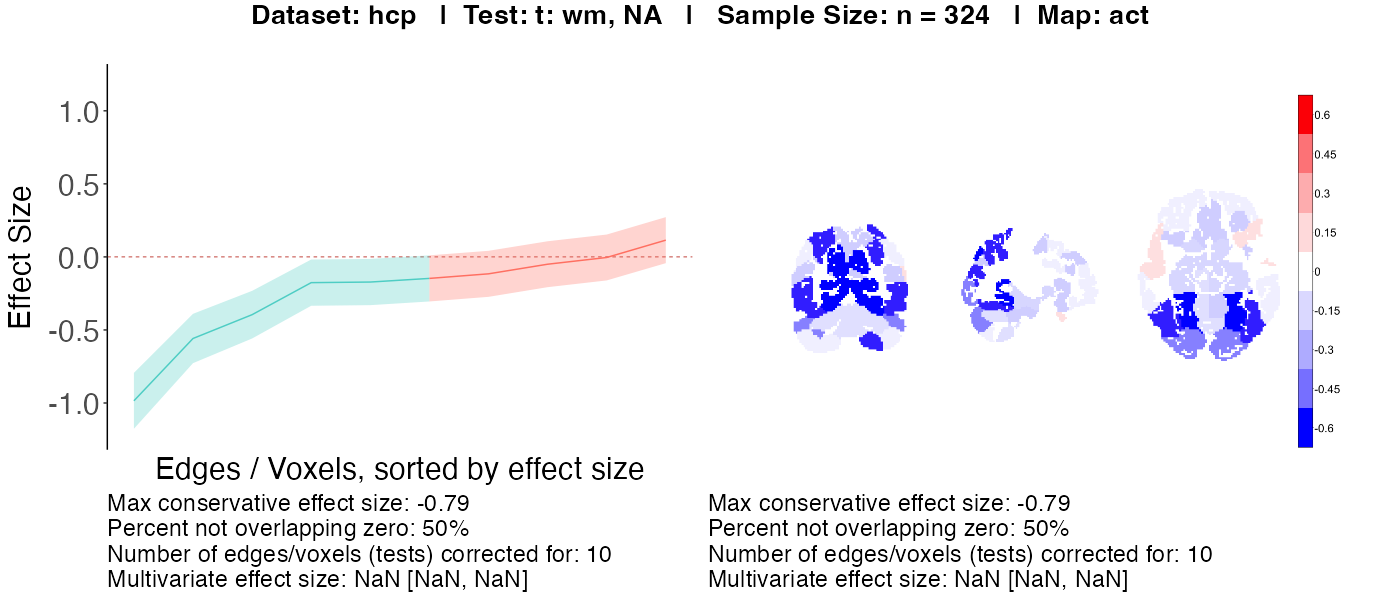 Dataset: hcp | Test: t: wm, NA | Sample Size: n = 324 | Map: act
Effect Size
1.0
0.5
0.0
-0.5
-1.0
Edges / Voxels, sorted by effect size
Max conservative effect size: -0.79
Percent not overlapping zero: 50%
Number of edges/voxels (tests) corrected for: 10
Multivariate effect size: NaN [NaN, NaN]
0.6
0.45
0.3
0.15
0
-0.15
-0.3
-0.45
-0.6
Max conservative effect size: -0.79
Percent not overlapping zero: 50%
Number of edges/voxels (tests) corrected for: 10
Multivariate effect size: NaN [NaN, NaN]